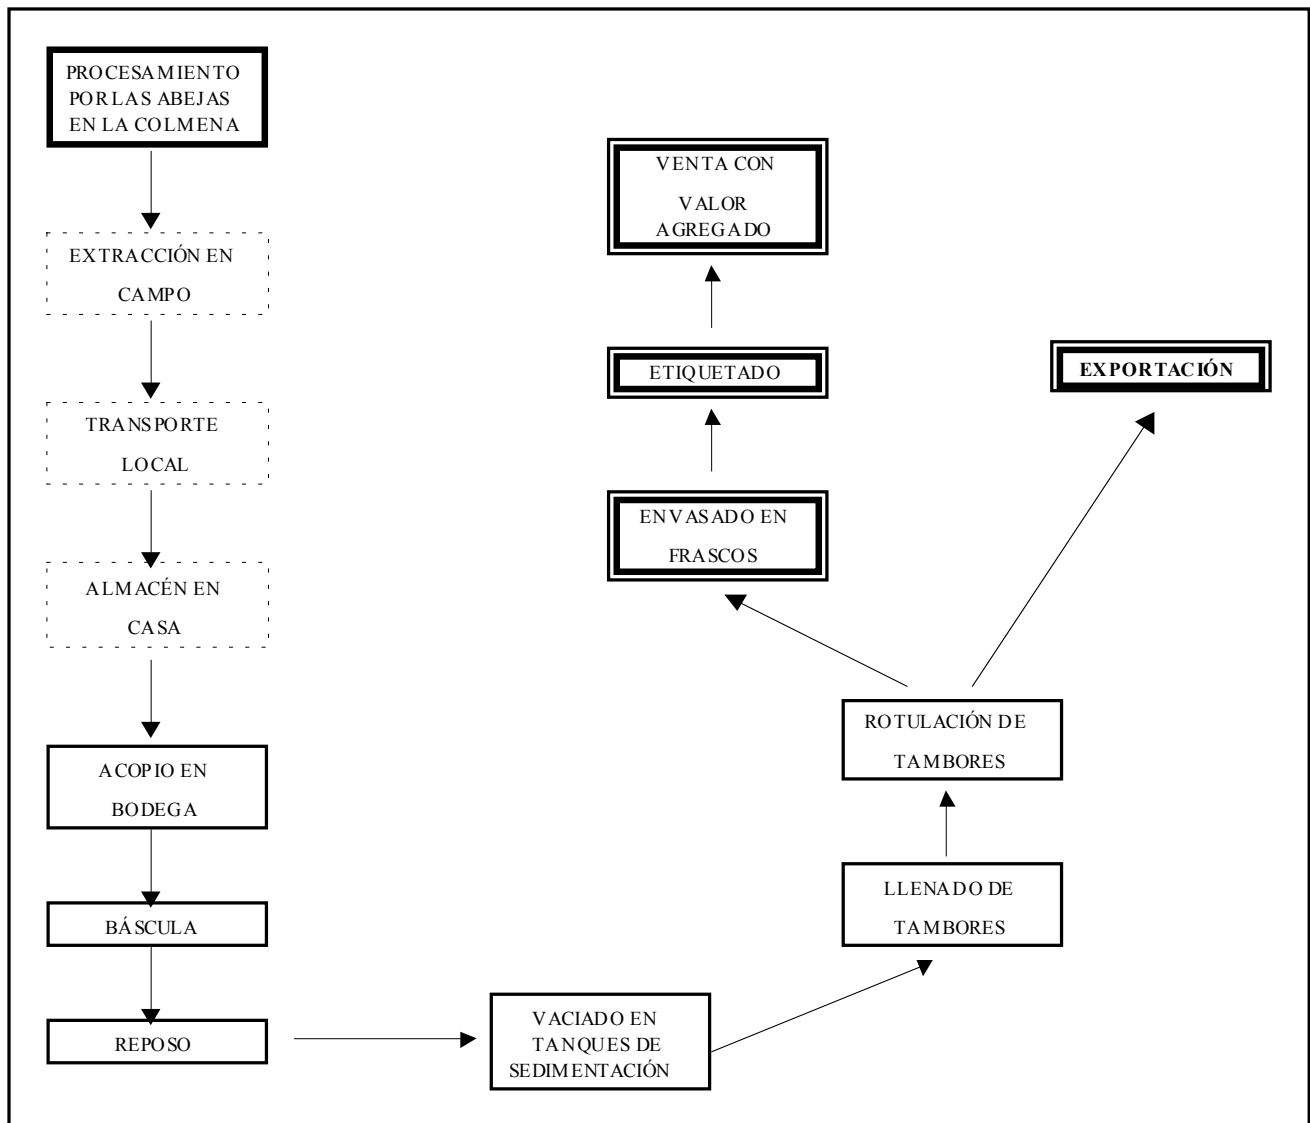 PROCESAMIENTO
POR LAS ABEJAS
EN LA COLMENA
EXTRACCIÓN EN
CAMPO
TRANSPORTE
LOCAL
ALMACÉN EN
CASA
ACOPIO EN
BODEGA
BÁSCULA
REPOSO
VACIADO EN
TANQUES DE
SEDIMENTACIÓN
LLENADO DE
TAMBORES
ROTULACIÓN DE
TAMBORES
ENVASADO EN
FRASCOS
ETIQUETADO
VENTA CON
VALOR
AGREGADO
EXPORTACIÓN